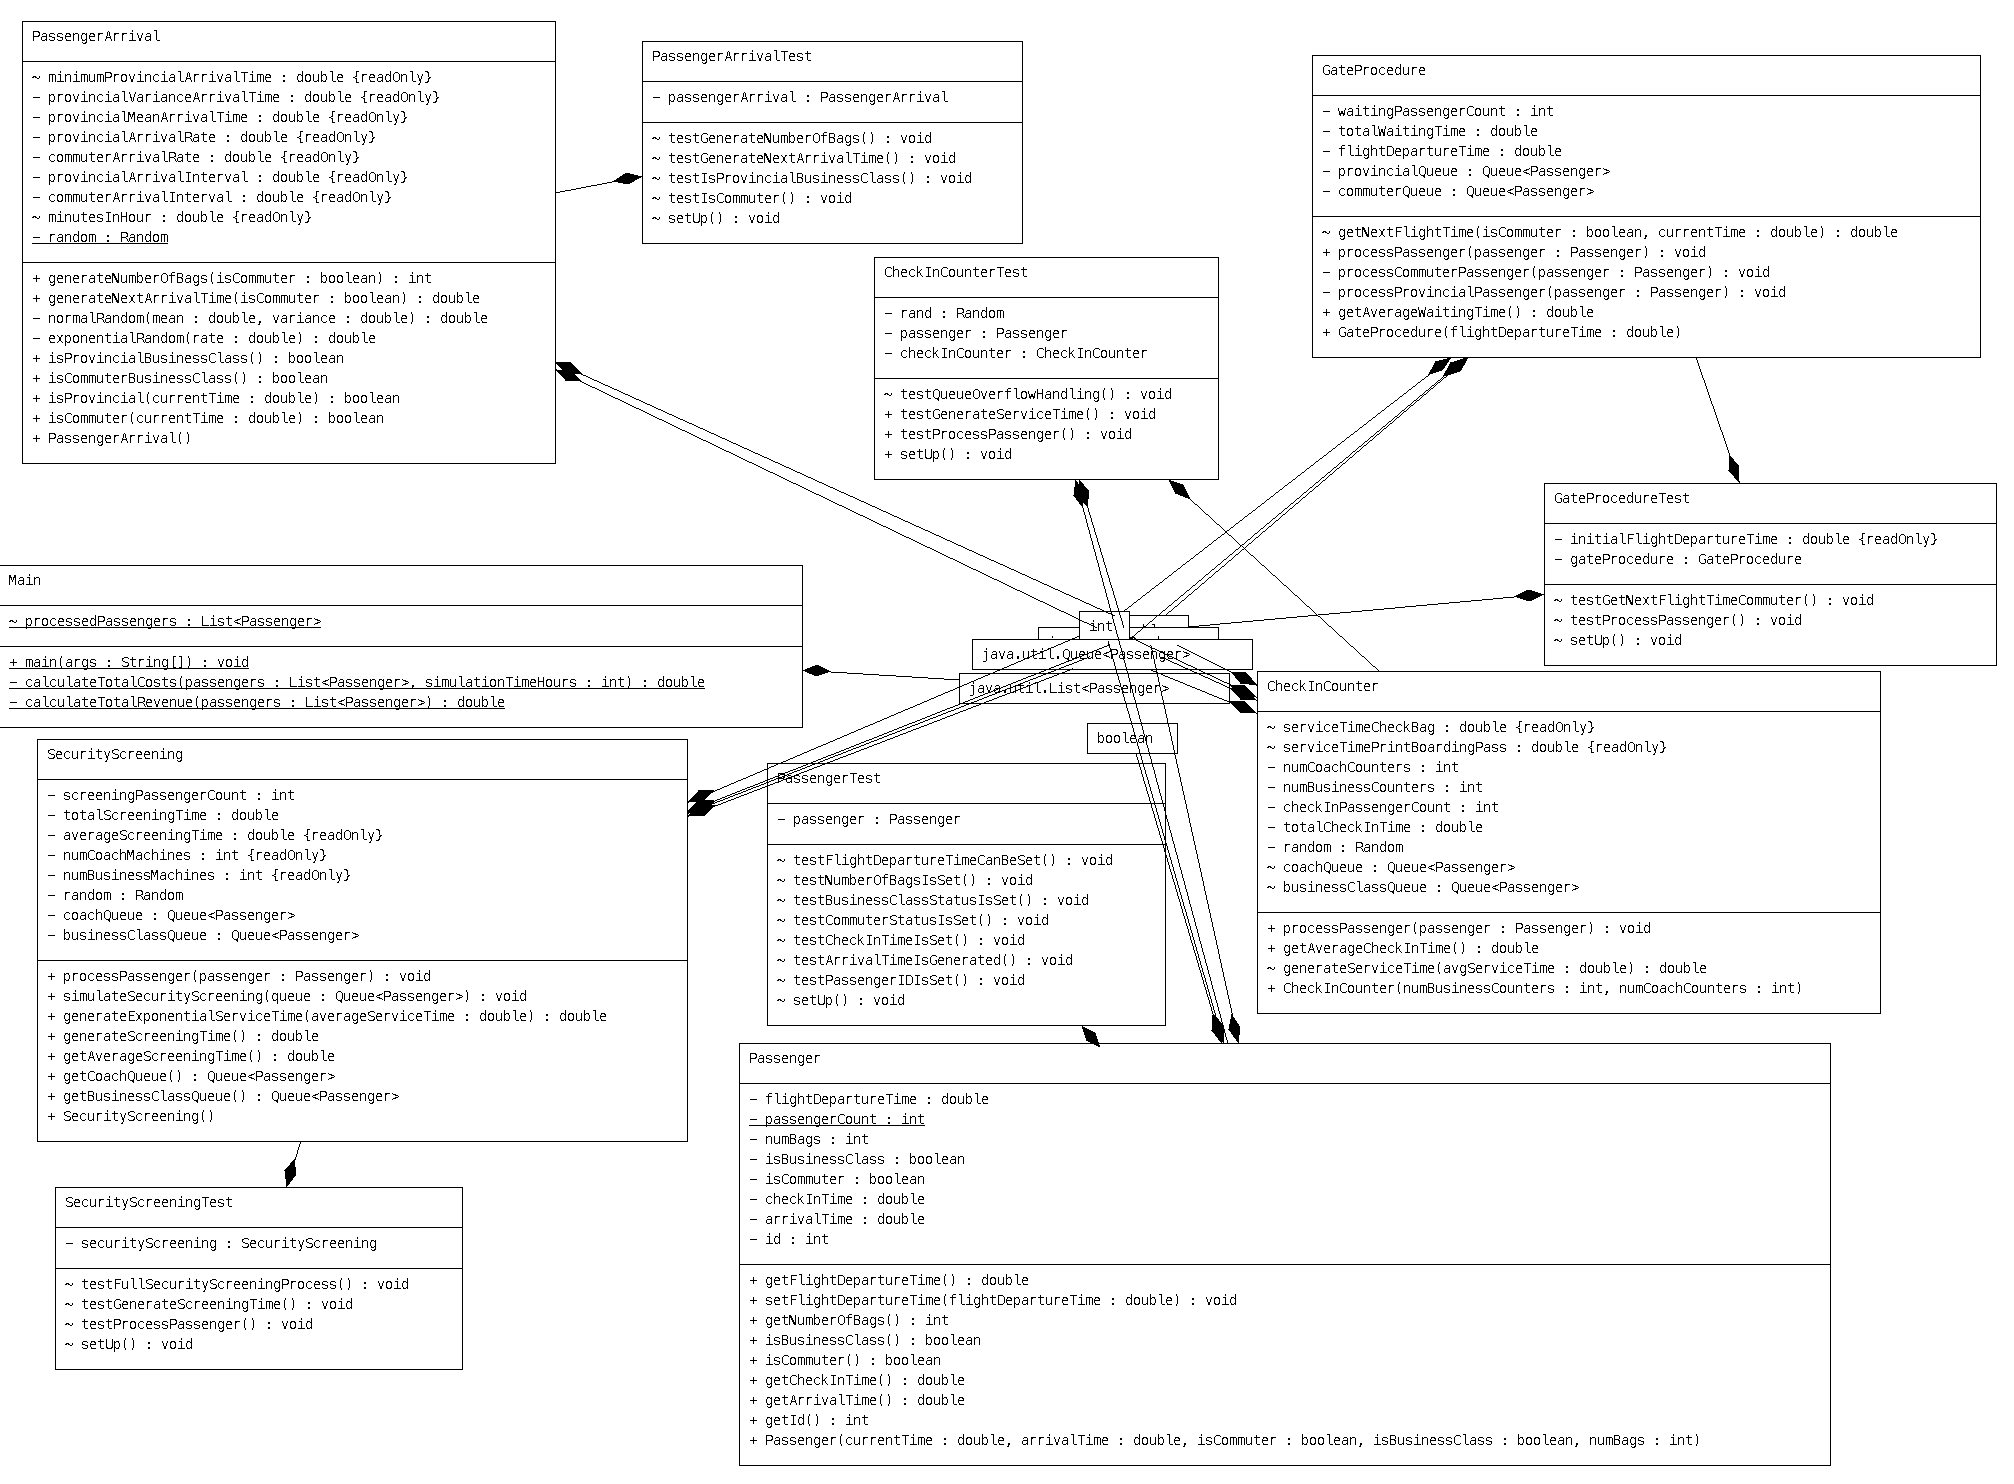 PassengerArrival
~ minimumProvincialArrivalTime : double {readOnly}
- provincialVarianceArrivalTime : double {readOnly}
- provincialMeanArrivalTime : double {readOnly}
- provincialArrivalRate : double {readOnly}
- commuterArrivalRate : double {readOnly}
- provincialArrivalInterval : double {readOnly}
- commuterArrivalInterval : double {readOnly}
~ minutesInHour : double {readOnly}
- random : Random
+ generateNumberOfBags(isCommuter : boolean) : int
+ generateNextArrivalTime(isCommuter : boolean) : double
- normalRandom(mean : double, variance : double) : double
- exponentialRandom(rate : double) : double
+ isProvincialBusinessClass() : boolean
+ isCommuterBusinessClass() : boolean
+ isProvincial(currentTime : double) : boolean
+ isCommuter(currentTime : double) : boolean
+ PassengerArrival()
PassengerArrivalTest
- passengerArrival : PassengerArrival
~ testGenerateNumberOfBags() : void
~ testGenerateNextArrivalTime() : void
~ testIsProvincialBusinessClass() : void
~ testIsCommuter() : void
~ setUp() : void
GateProcedure
- waitingPassengerCount : int
- totalWaitingTime : double
- flightDepartureTime : double
- provincialQueue : Queue<Passenger>
- commuterQueue : Queue<Passenger>
~ getNextFlightTime(isCommuter : boolean, currentTime : double) : double
+ processPassenger(passenger : Passenger) : void
- processCommuterPassenger(passenger : Passenger) : void
- processProvincialPassenger(passenger : Passenger) : void
+ getAverageWaitingTime() : double
+ GateProcedure(flightDepartureTime : double)
CheckInCounterTest
- rand : Random
- passenger : Passenger
- checkInCounter : CheckInCounter
~ testQueueOverflowHandling() : void
+ testGenerateServiceTime() : void
+ testProcessPassenger() : void
+ setUp() : void
GateProcedureTest
- initialFlightDepartureTime : double {readOnly}
- gateProcedure : GateProcedure
~ testGetNextFlightTimeCommuter() : void
~ testProcessPassenger() : void
~ setUp() : void
Main
~ processedPassengers : List<Passenger>
+ main(args : String[]) : void
- calculateTotalCosts(passengers : List<Passenger>, simulationTimeHours : int) : double
- calculateTotalRevenue(passengers : List<Passenger>) : double
int
java.util.Queue<Passenger>
java.util.List<Passenger>
boolean
CheckInCounter
~ serviceTimeCheckBag : double {readOnly}
~ serviceTimePrintBoardingPass : double {readOnly}
- numCoachCounters : int
- numBusinessCounters : int
- checkInPassengerCount : int
- totalCheckInTime : double
- random : Random
~ coachQueue : Queue<Passenger>
~ businessClassQueue : Queue<Passenger>
+ processPassenger(passenger : Passenger) : void
+ getAverageCheckInTime() : double
~ generateServiceTime(avgServiceTime : double) : double
+ CheckInCounter(numBusinessCounters : int, numCoachCounters : int)
SecurityScreening
- screeningPassengerCount : int
- totalScreeningTime : double
- averageScreeningTime : double {readOnly}
- numCoachMachines : int {readOnly}
- numBusinessMachines : int {readOnly}
- random : Random
- coachQueue : Queue<Passenger>
- businessClassQueue : Queue<Passenger>
+ processPassenger(passenger : Passenger) : void
+ simulateSecurityScreening(queue : Queue<Passenger>) : void
+ generateExponentialServiceTime(averageServiceTime : double) : double
+ generateScreeningTime() : double
+ getAverageScreeningTime() : double
+ getCoachQueue() : Queue<Passenger>
+ getBusinessClassQueue() : Queue<Passenger>
+ SecurityScreening()
PassengerTest
- passenger : Passenger
~ testFlightDepartureTimeCanBeSet() : void
~ testNumberOfBagsIsSet() : void
~ testBusinessClassStatusIsSet() : void
~ testCommuterStatusIsSet() : void
~ testCheckInTimeIsSet() : void
~ testArrivalTimeIsGenerated() : void
~ testPassengerIDIsSet() : void
~ setUp() : void
Passenger
- flightDepartureTime : double
- passengerCount : int
- numBags : int
- isBusinessClass : boolean
- isCommuter : boolean
- checkInTime : double
- arrivalTime : double
- id : int
+ getFlightDepartureTime() : double
+ setFlightDepartureTime(flightDepartureTime : double) : void
+ getNumberOfBags() : int
+ isBusinessClass() : boolean
+ isCommuter() : boolean
+ getCheckInTime() : double
+ getArrivalTime() : double
+ getId() : int
+ Passenger(currentTime : double, arrivalTime : double, isCommuter : boolean, isBusinessClass : boolean, numBags : int)
SecurityScreeningTest
- securityScreening : SecurityScreening
~ testFullSecurityScreeningProcess() : void
~ testGenerateScreeningTime() : void
~ testProcessPassenger() : void
~ setUp() : void